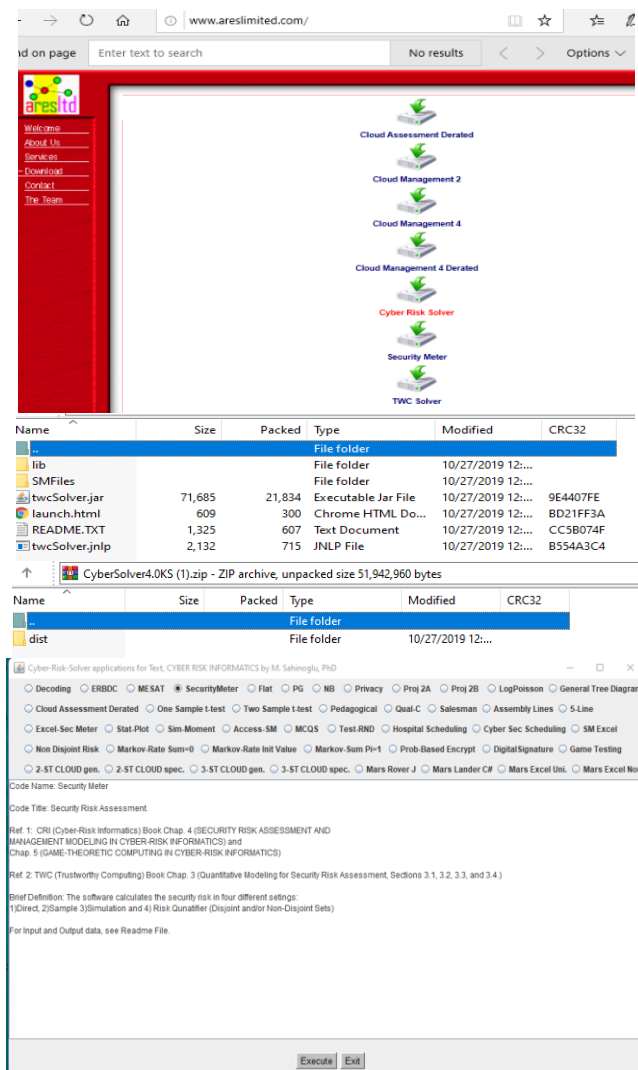 www.areslimited.com/
nd on page Enter text to search No results Options
aresltd
Welcome
About Us
Services
Download
Contact
The Team
Cloud Assessment Derated
Cloud Management 2
Cloud Management 4
Cloud Management 4 Derated
Cyber Risk Solver
Security Meter
TWC Solver
Name Size Packed Type Modified CRC32
.. File folder
lib File folder 10/27/2019 12:...
SMFiles File folder 10/27/2019 12:...
twcSolver.jar 71,685 21,834 Executable Jar File 10/27/2019 12:... 9E4407FE
launch.html 609 300 Chrome HTML Do... 10/27/2019 12:... BD21FF3A
README.TXT 1,325 607 Text Document 10/27/2019 12:... CC5B074F
twcSolver.jnlp 2,132 715 JNLP File 10/27/2019 12:... B554A3C4
CyberSolver4.0KS (1).zip - ZIP archive, unpacked size 51,942,960 bytes
Name Size Packed Type Modified CRC32
.. File folder
dist File folder 10/27/2019 12:...
Cyber-Risk-Solver applications for Text, CYBER RISK INFORMATICS by M. Sahinoglu, PhD
Decoding ERBDC MESAT SecurityMeter Flat PG NB Privacy Proj 2A Proj 2B LogPoisson General Tree Diagran
Cloud Assessment Derated One Sample t-test Two Sample t-test Pedagogical Qual-C Salesman Assembly Lines 5-Line
Excel-Sec Meter Stat-Plot Sim-Moment Access-SM MCQS Test-RND Hospital Scheduling Cyber Sec Scheduling SM Excel
Non Disjoint Risk Markov-Rate Sum=0 Markov-Rate Init Value Markov-Sum Pi=1 Prob-Based Encrypt DigitalSignature Game Testing
2-ST CLOUD gen. 2-ST CLOUD spec. 3-ST CLOUD gen. 3-ST CLOUD spec. Mars Rover J Mars Lander C# Mars Excel Uni. Mars Excel Nor
Code Name: Security Meter
Code Title: Security Risk Assessment.
Ref. 1: CRI (Cyber-Risk Informatics) Book Chap. 4 (SECURITY RISK ASSESSMENT AND
MANAGEMENT MODELING IN CYBER-RISK INFORMATICS) and
Chap. 5 (GAME-THEORETIC COMPUTING IN CYBER-RISK INFORMATICS)
Ref. 2: TWC (Trustworthy Computing) Book Chap. 3 (Quantitative Modeling for Security Risk Assessment, Sections 3.1, 3.2, 3.3, and 3.4.)
Brief Definition: The software calculates the security risk in four different setings:
1)Direct, 2)Sample 3)Simulation and 4) Risk Qunatifier (Disjoint and/or Non-Disjoint Sets)
For Input and Output data, see Readme File.
Execute Exit